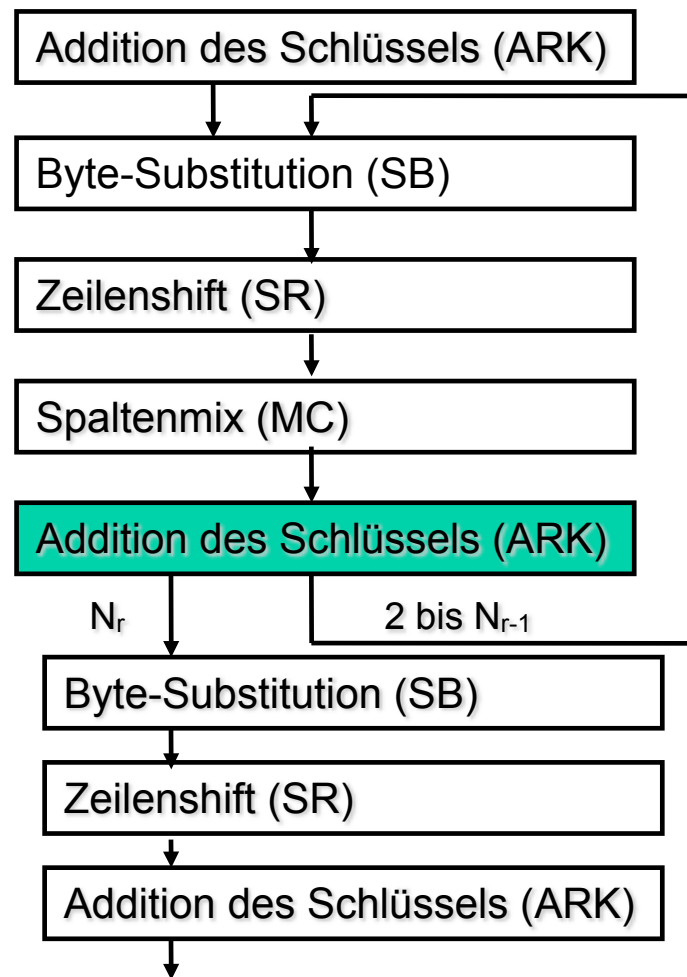 Addition des Schlüssels (ARK)
Byte-Substitution (SB)
Zeilenshift (SR)
Spaltenmix (MC)
Addition des Schlüssels (ARK)
Nr 2 bis Nr-1
Byte-Substitution (SB)
Zeilenshift (SR)
Addition des Schlüssels (ARK)